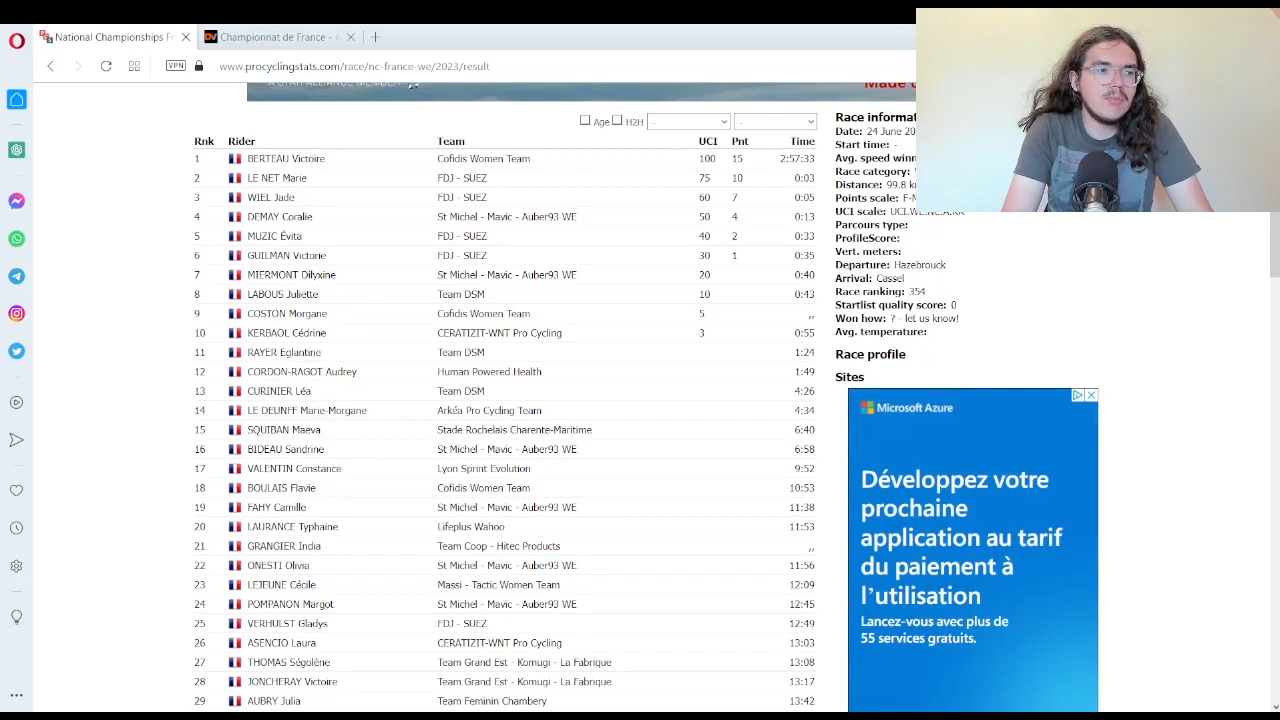 National Championships F
Championnat de France - A
VPN
www.procyclingstats.com/race/nc-france-we/2023/result
A STAR ALLIANCE MEMBER
Made
Age H2H - -
Rnk Rider Team UCI Pnt Time
1 BERTEAU Victoire Cofidis Women Team 100 15 2:57:33
2 LE NET Marie FDJ - SUEZ 75 10 0:03
3 WIEL Jade FDJ - SUEZ 60 7 0:05
4 DEMAY Coralie St Michel - Mavic - Auber93 WE 50 4 0:13
5 MUZIC Évita FDJ - SUEZ 40 2 0:33
6 GUILMAN Victorie FDJ - SUEZ 30 1 0:35
7 MIERMONT Dilyxine St Michel - Mavic - Auber93 WE 20 0:40
8 LABOUS Juliette Team DSM 10 0:43
9 COSTON Morgane Cofidis Women Team 5 ,,
10 KERBAOL Cédrine CERATIZIT-WNT Pro Cycling 3 0:55
11 RAYER Eglantine Team DSM 1:24
12 CORDON-RAGOT Audrey Human Powered Health 1:49
13 CURINIER Léa Team DSM 4:26
14 LE DEUNFF Marie-Morgane Arkéa Pro Cycling Team 4:34
15 SQUIBAN Maeva Stade Rochelais Charente-Maritime 6:40
16 BIDEAU Sandrine St Michel - Mavic - Auber93 WE 6:58
17 VALENTIN Constance Lyon Sprint Evolution 9:52
18 BOULAIS Flavie Cofidis Women Team 10:53
19 FAHY Camille St Michel - Mavic - Auber93 WE 11:38
20 LAURANCE Typhaine Lifeplus Wahoo 11:53
21 GRANGIER India Team Coop - Hitec Products ,,
22 ONESTI Olivia St Michel - Mavic - Auber93 WE 11:56
23 LEJEUNE Cécile Massi - Tactic Women Team 12:09
24 POMPANON Margot St Michel - Mavic - Auber93 WE 12:45
25 VERHULST Gladys FDJ - SUEZ 12:49
26 ASENCIO Laura CERATIZIT-WNT Pro Cycling 13:03
27 THOMAS Ségolène Team Grand Est - Komugi - La Fabrique 13:08
28 JONCHERAY Victoire Team Grand Est - Komugi - La Fabrique 13:17
29 AUBRY Julia Team Feminin Chambery 13:42
Race informat
Date: 24 June 20
Start time: -
Avg. speed winn
Race category:
Distance: 99.8 k
Points scale: F-N
UCI scale: UCI.WE.NC.A.RR
Parcours type:
ProfileScore:
Vert. meters:
Departure: Hazebrouck
Arrival: Cassel
Race ranking: 354
Startlist quality score: 0
Won how: ? - let us know!
Avg. temperature:
Race profile
Sites
Microsoft Azure
Développez votre
prochaine
application au tarif
du paiement à
l'utilisation
Lancez-vous avec plus de
55 services gratuits.